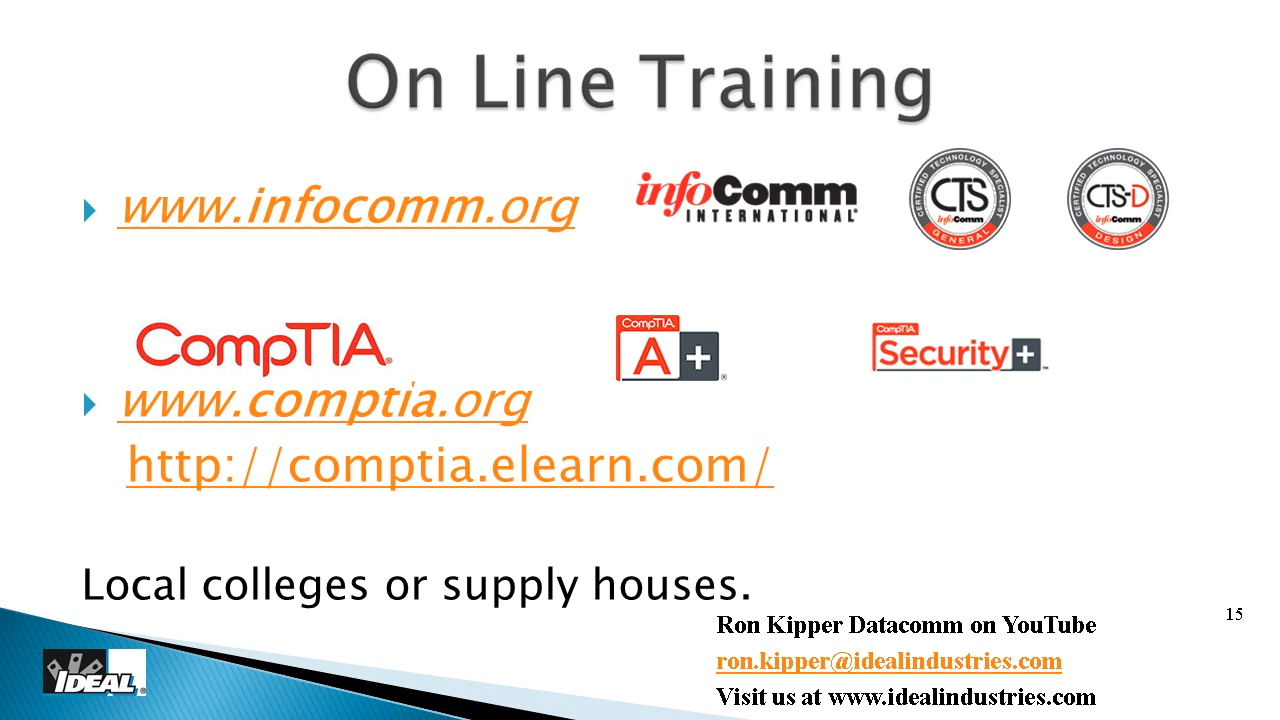 On Line Training
www.infocomm.org
infoComm
INTERNATIONAL®
CERTIFIED TECHNOLOGY SPECIALIST
CTS
infoComm
GENERAL
CERTIFIED TECHNOLOGY SPECIALIST
CTS-D
infoComm
DESIGN
CompTIA®
CompTIA
A+®
CompTIA
Security+™
www.comptia.org
http://comptia.elearn.com/
Local colleges or supply houses.
Ron Kipper Datacomm on YouTube
15
ron.kipper@idealindustries.com
IDEAL®
Visit us at www.idealindustries.com